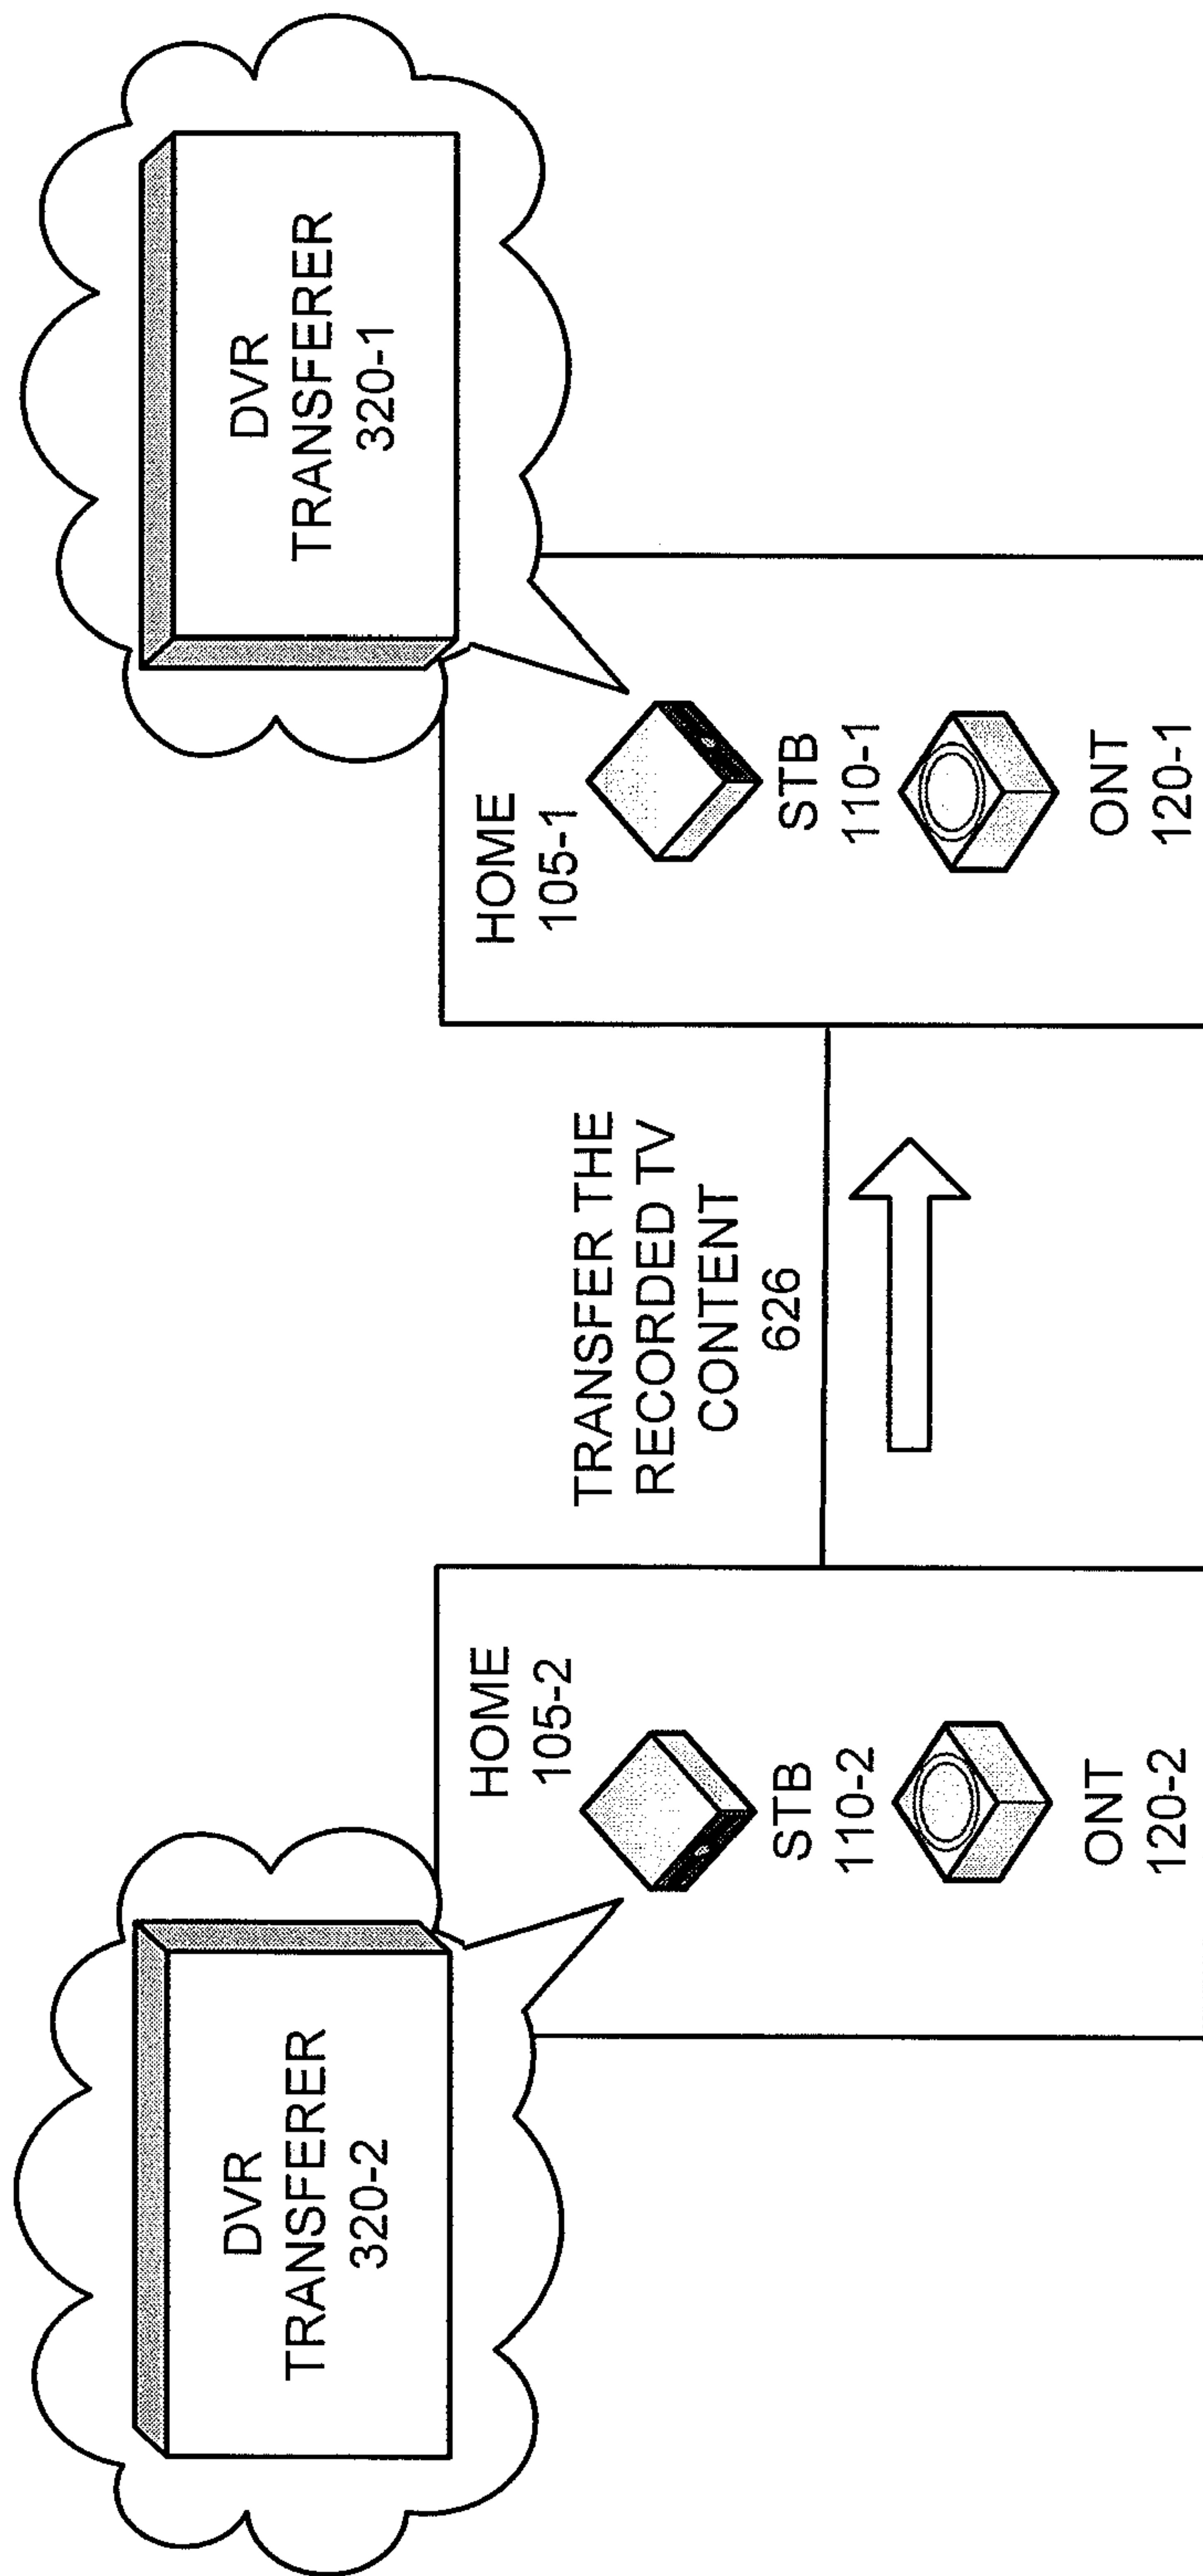 DVR
TRANSFERER
320-2
HOME
105-2
STB
110-2
ONT
120-2
TRANSFER THE
RECORDED TV
CONTENT
626
DVR
TRANSFERER
320-1
HOME
105-1
STB
110-1
ONT
120-1